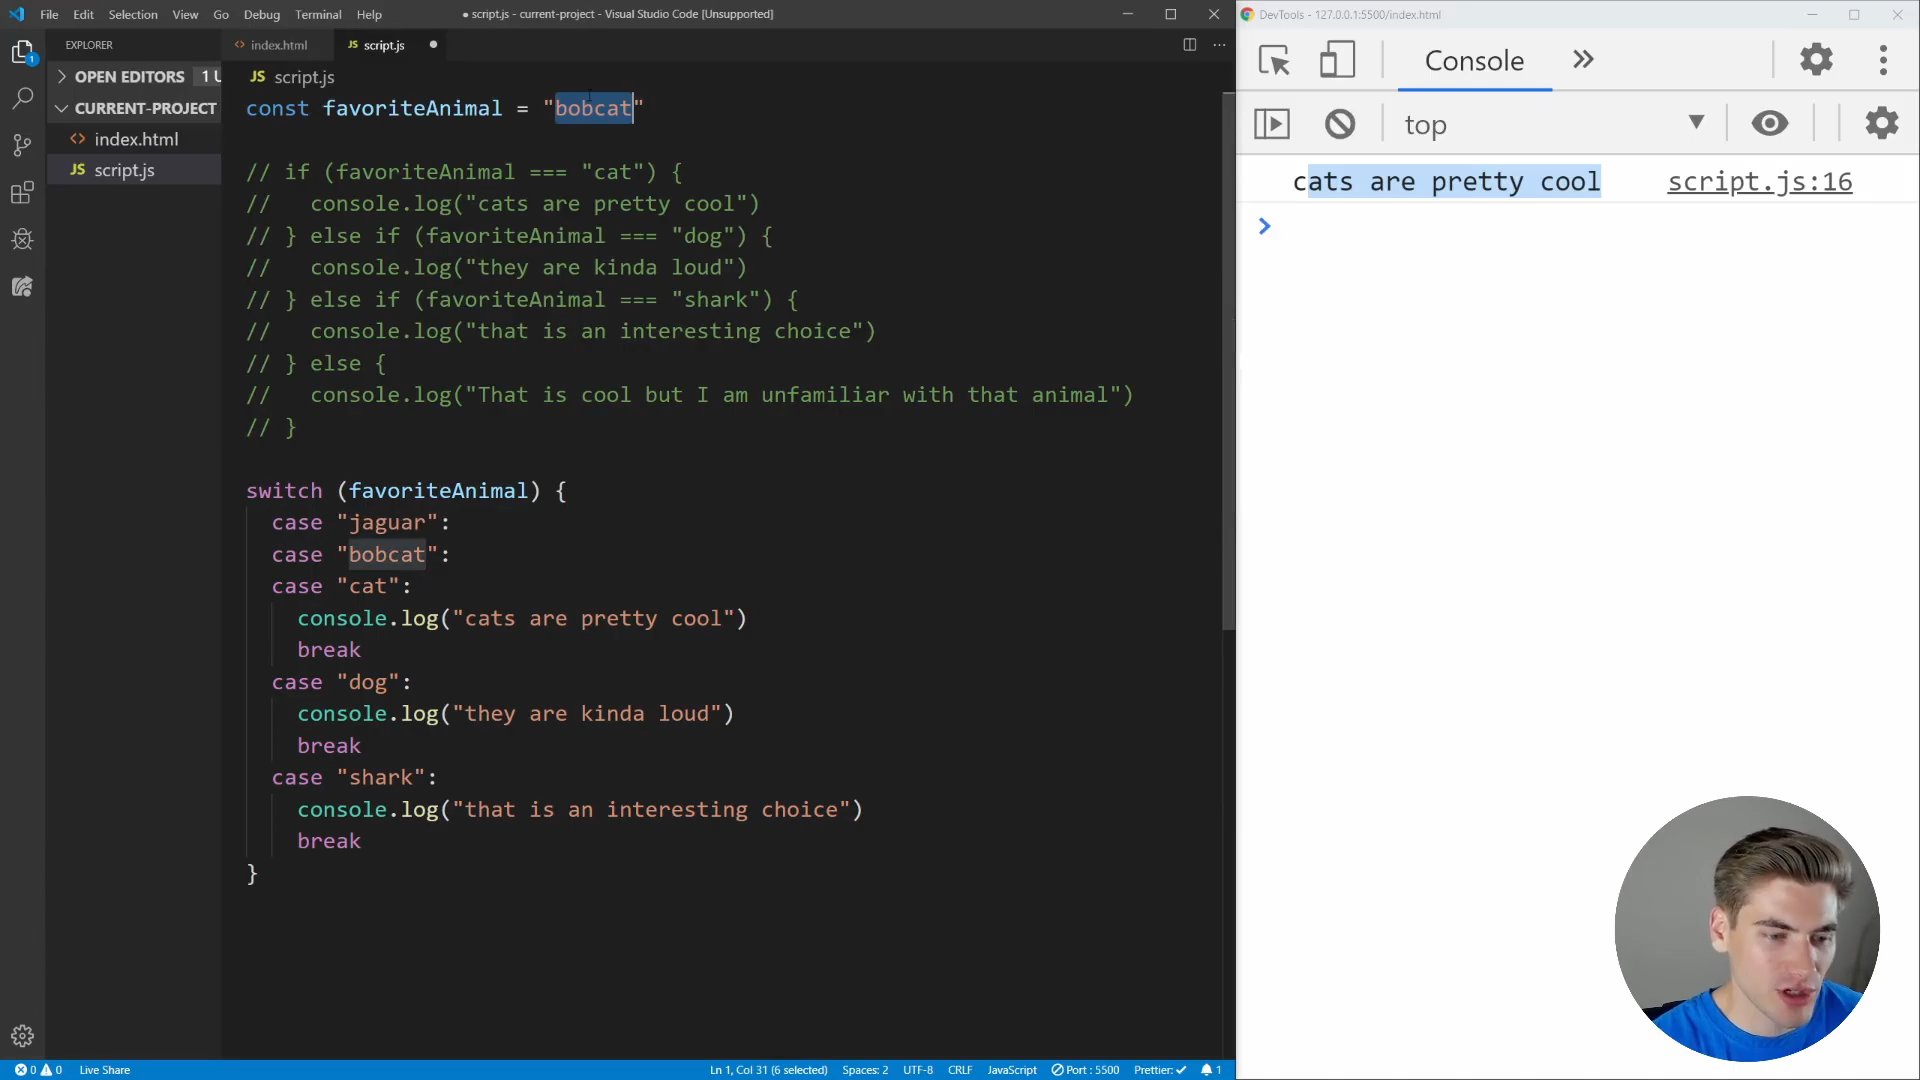 File Edit Selection View Go Debug Terminal Help
● script.js - current-project - Visual Studio Code [Unsupported]
DevTools - 127.0.0.1:5500/index.html
EXPLORER
OPEN EDITORS 1 U
CURRENT-PROJECT
<> index.html
JS script.js
1
<> index.html
JS script.js
JS script.js
const favoriteAnimal = "bobcat"
// if (favoriteAnimal === "cat") {
//   console.log("cats are pretty cool")
// } else if (favoriteAnimal === "dog") {
//   console.log("they are kinda loud")
// } else if (favoriteAnimal === "shark") {
//   console.log("that is an interesting choice")
// } else {
//   console.log("That is cool but I am unfamiliar with that animal")
// }
switch (favoriteAnimal) {
  case "jaguar":
  case "bobcat":
  case "cat":
    console.log("cats are pretty cool")
    break
  case "dog":
    console.log("they are kinda loud")
    break
  case "shark":
    console.log("that is an interesting choice")
    break
}
Console
top
cats are pretty cool script.js:16
0 0 Live Share
Ln 1, Col 31 (6 selected) Spaces: 2 UTF-8 CRLF JavaScript Port : 5500 Prettier: ✓ 1